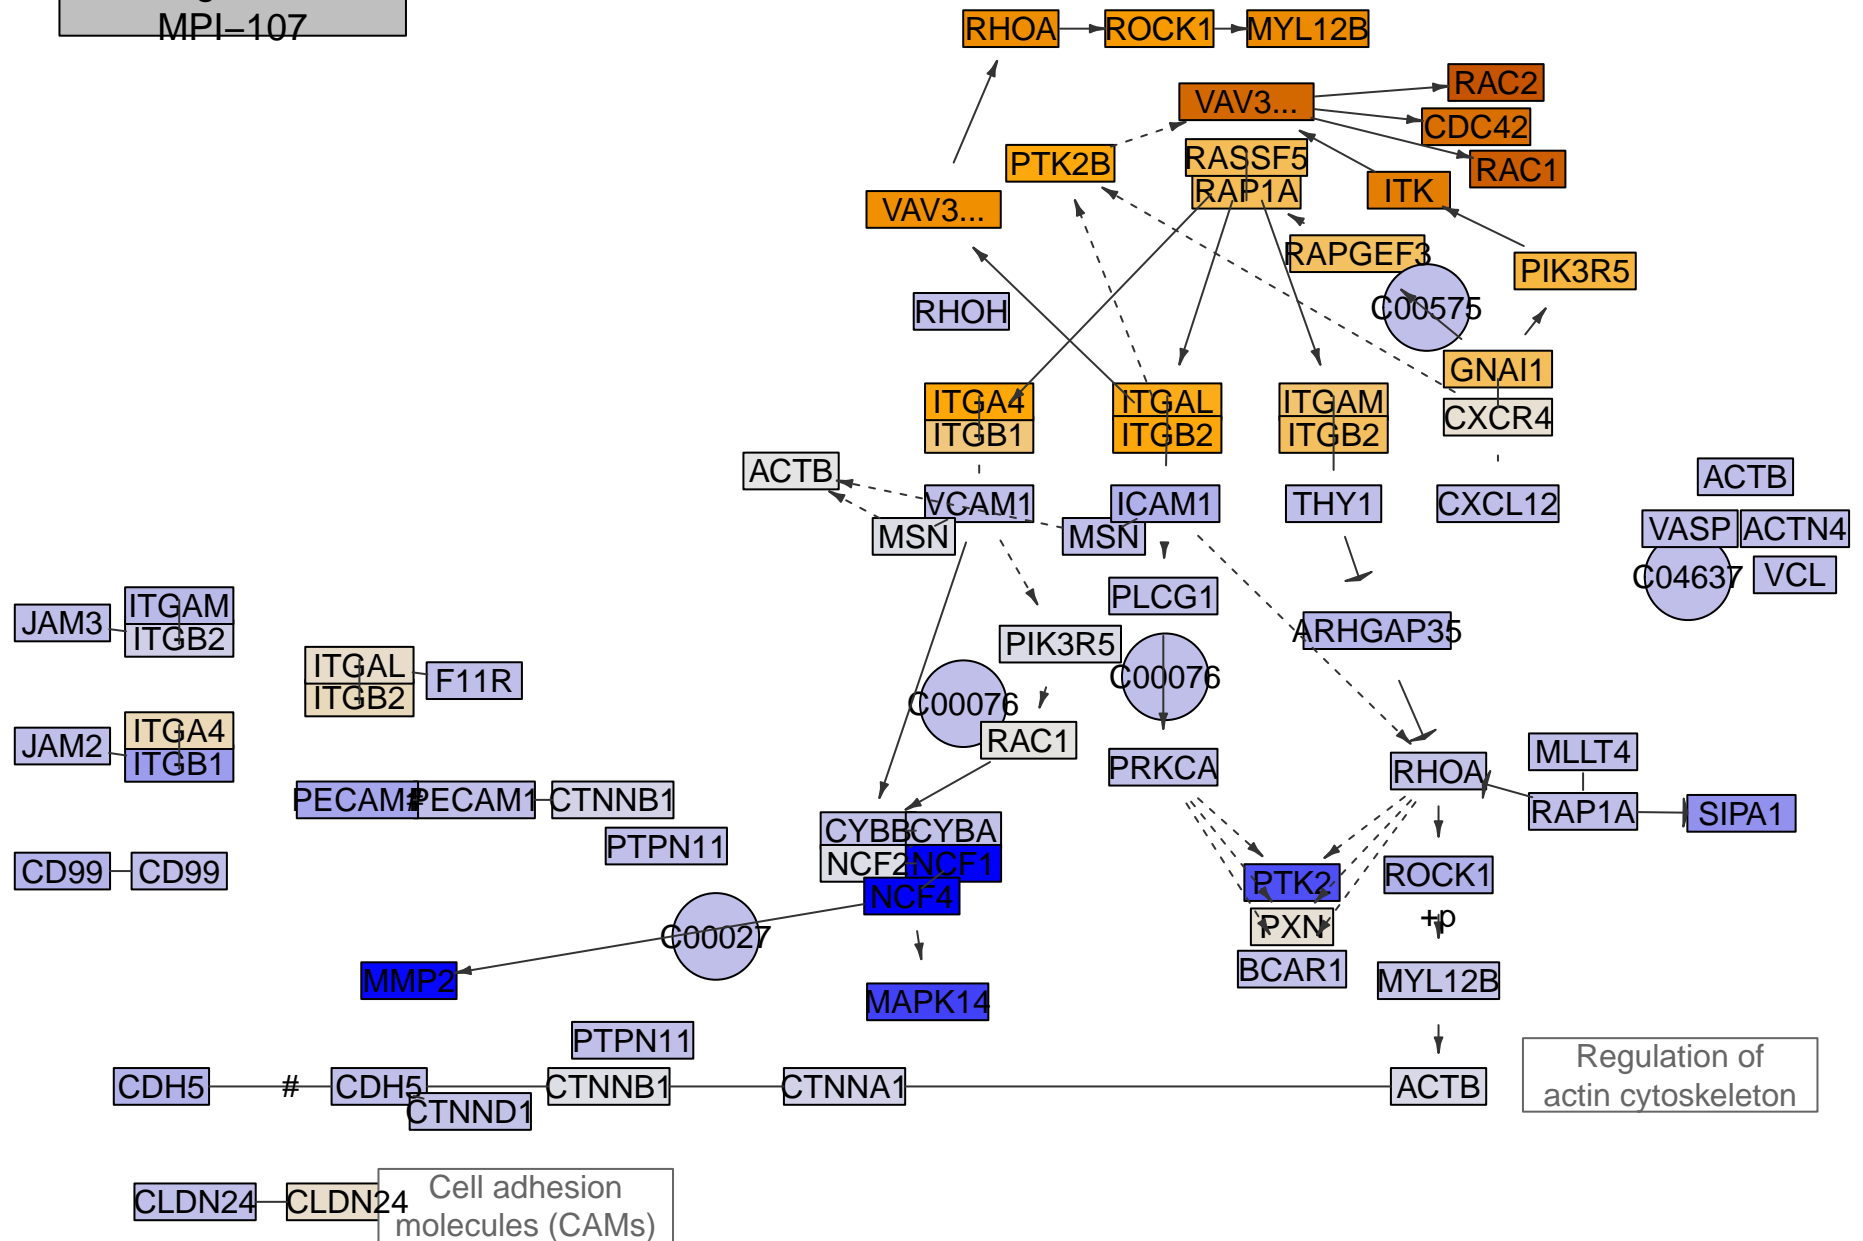 MPI−107
RHOA
ROCK1
MYL12B
RAC2
VAV3...
CDC42
RASSF5
PTK2B
RAC1
RAP1A
ITK
VAV3...
RAPGEF3
PIK3R5
RHOH
C00575
GNAI1
ITGA4
ITGAL
ITGAM
CXCR4
ITGB1
ITGB2
ITGB2
ACTB
ACTB
VCAM1
ICAM1
THY1
CXCL12
MSN
MSN
VASP
ACTN4
C04637
VCL
PLCG1
ITGAM
JAM3
ITGB2
ARHGAP35
PIK3R5
ITGAL
F11R
ITGB2
C00076
C00076
ITGA4
JAM2
ITGB1
RAC1
PRKCA
RHOA
MLLT4
PECAM1
#
PECAM1
CTNNB1
RAP1A
SIPA1
CYBB
CYBA
PTPN11
NCF2
NCF1
CD99
CD99
NCF4
PTK2
ROCK1
+p
PXN
C00027
BCAR1
MMP2
MYL12B
MAPK14
PTPN11
CDH5
#
CDH5
CTNNB1
CTNNA1
ACTB
CTNND1
Regulation of
actin cytoskeleton
CLDN24
CLDN24
Cell adhesion
molecules (CAMs)